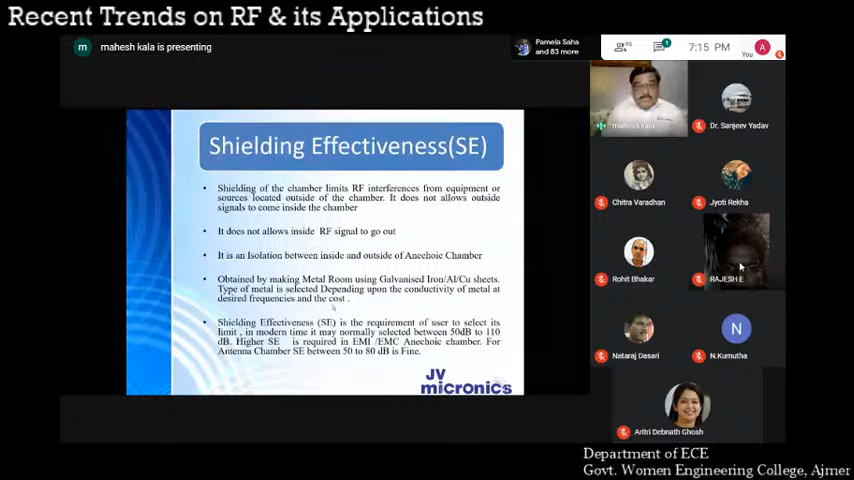 Recent Trends on RF & its Applications
m
mahesh kala is presenting
Pamela Saha
and 83 more
95
1
7:15 PM
You
A
Shielding Effectiveness(SE)
• Shielding of the chamber limits RF interferences from equipment or
sources located outside of the chamber. It does not allows outside
signals to come inside the chamber
• It does not allows inside RF signal to go out
• It is an Isolation between inside and outside of Anechoic Chamber
• Obtained by making Metal Room using Galvanised Iron/Al/Cu sheets.
Type of metal is selected Depending upon the conductivity of metal at
desired frequencies and the cost .
• Shielding Effectiveness (SE) is the requirement of user to select its
limit , in modern time it may normally selected between 50dB to 110
dB. Higher SE is required in EMI /EMC Anechoic chamber. For
Antenna Chamber SE between 50 to 80 dB is Fine.
JV
micronics
mahesh kala
Dr. Sanjeev Yadav
Chitra Varadhan
Jyoti Rekha
Rohit Bhakar
RAJESH E
Nataraj Dasari
N
N.Kumutha
Aritri Debnath Ghosh
Department of ECE
Govt. Women Engineering College, Ajmer